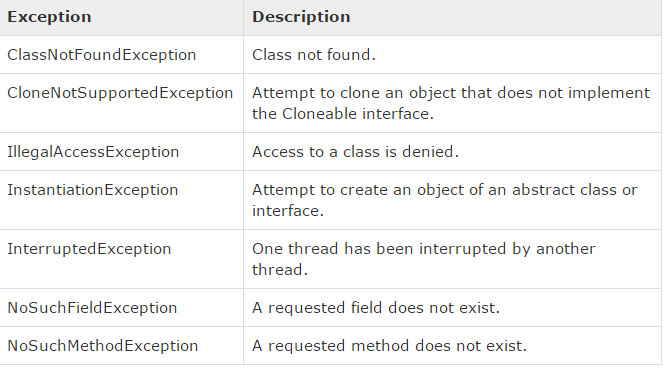 Exception Description
ClassNotFoundException Class not found.
CloneNotSupportedException Attempt to clone an object that does not implement
the Cloneable interface.
IllegalAccessException Access to a class is denied.
InstantiationException Attempt to create an object of an abstract class or
interface.
InterruptedException One thread has been interrupted by another
thread.
NoSuchFieldException A requested field does not exist.
NoSuchMethodException A requested method does not exist.